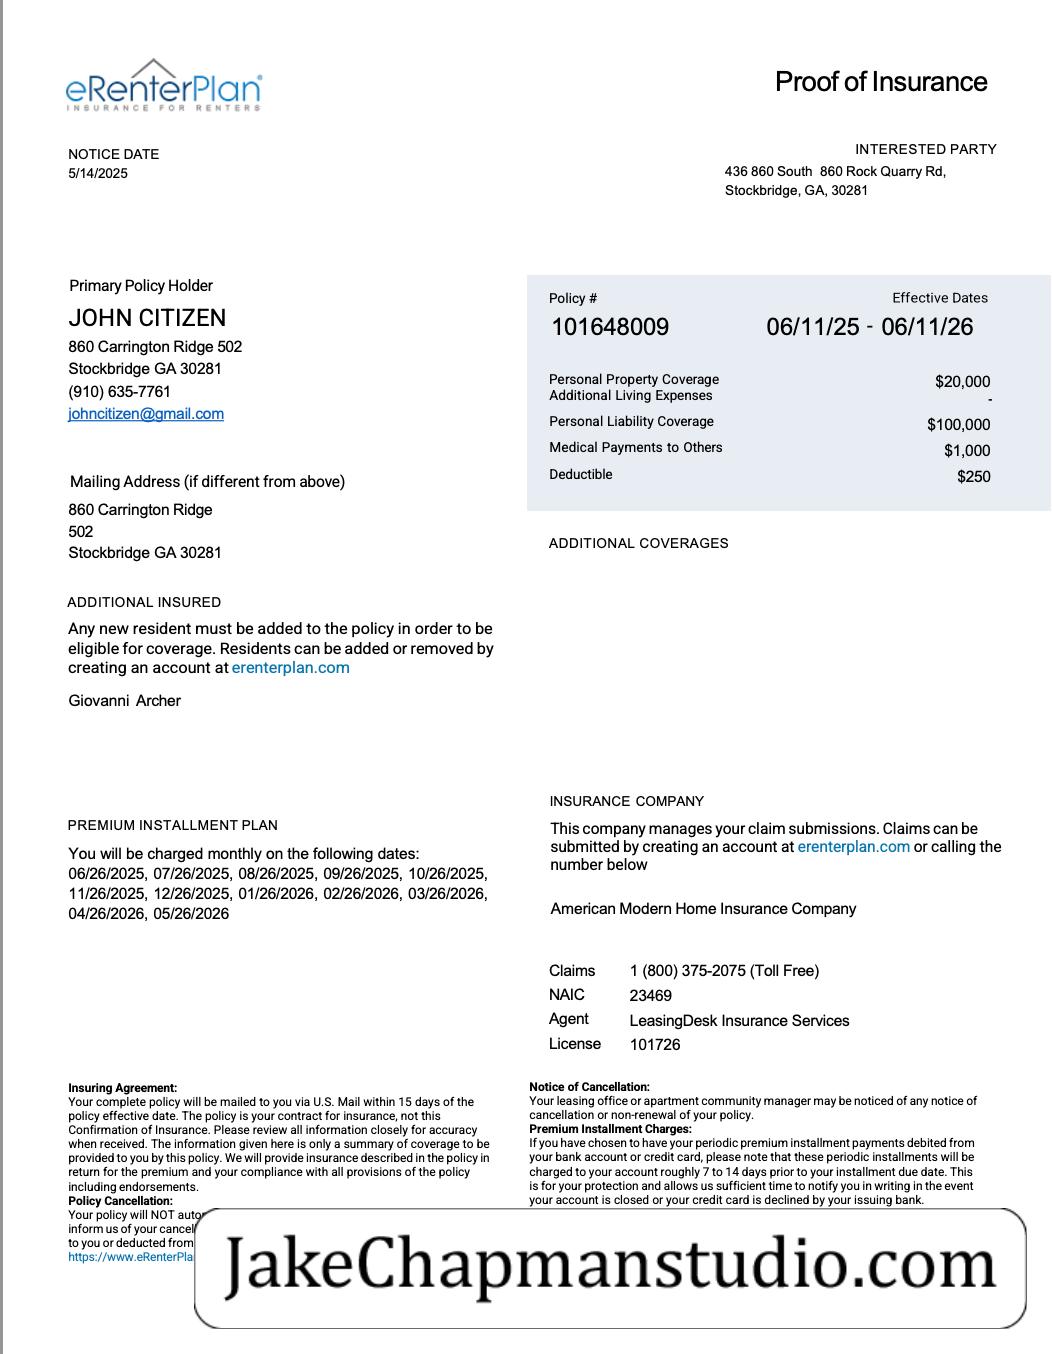 eRenterPlan®
INSURANCE FOR RENTERS
Proof of Insurance
NOTICE DATE
5/14/2025
INTERESTED PARTY
436 860 South 860 Rock Quarry Rd,
Stockbridge, GA, 30281
Primary Policy Holder
JOHN CITIZEN
860 Carrington Ridge 502
Stockbridge GA 30281
(910) 635-7761
johncitizen@gmail.com
Mailing Address (if different from above)
860 Carrington Ridge
502
Stockbridge GA 30281
Policy # Effective Dates
101648009 06/11/25 - 06/11/26
Personal Property Coverage $20,000
Additional Living Expenses -
Personal Liability Coverage $100,000
Medical Payments to Others $1,000
Deductible $250
ADDITIONAL COVERAGES
ADDITIONAL INSURED
Any new resident must be added to the policy in order to be
eligible for coverage. Residents can be added or removed by
creating an account at erenterplan.com
Giovanni Archer
PREMIUM INSTALLMENT PLAN
You will be charged monthly on the following dates:
06/26/2025, 07/26/2025, 08/26/2025, 09/26/2025, 10/26/2025,
11/26/2025, 12/26/2025, 01/26/2026, 02/26/2026, 03/26/2026,
04/26/2026, 05/26/2026
INSURANCE COMPANY
This company manages your claim submissions. Claims can be
submitted by creating an account at erenterplan.com or calling the
number below
American Modern Home Insurance Company
Claims 1 (800) 375-2075 (Toll Free)
NAIC 23469
Agent LeasingDesk Insurance Services
License 101726
Insuring Agreement:
Your complete policy will be mailed to you via U.S. Mail within 15 days of the
policy effective date. The policy is your contract for insurance, not this
Confirmation of Insurance. Please review all information closely for accuracy
when received. The information given here is only a summary of coverage to be
provided to you by this policy. We will provide insurance described in the policy in
return for the premium and your compliance with all provisions of the policy
including endorsements.
Policy Cancellation:
Your policy will NOT
inform us of your
to you or deducted from
Notice of Cancellation:
Your leasing office or apartment community manager may be noticed of any notice of
cancellation or non-renewal of your policy.
Premium Installment Charges:
If you have chosen to have your periodic premium installment payments debited from
your bank account or credit card, please note that these periodic installments will be
charged to your account roughly 7 to 14 days prior to your installment due date. This
is for your protection and allows us sufficient time to notify you in writing in the event
your account is closed or your credit card is declined by your issuing bank.
JakeChapmanstudio.com